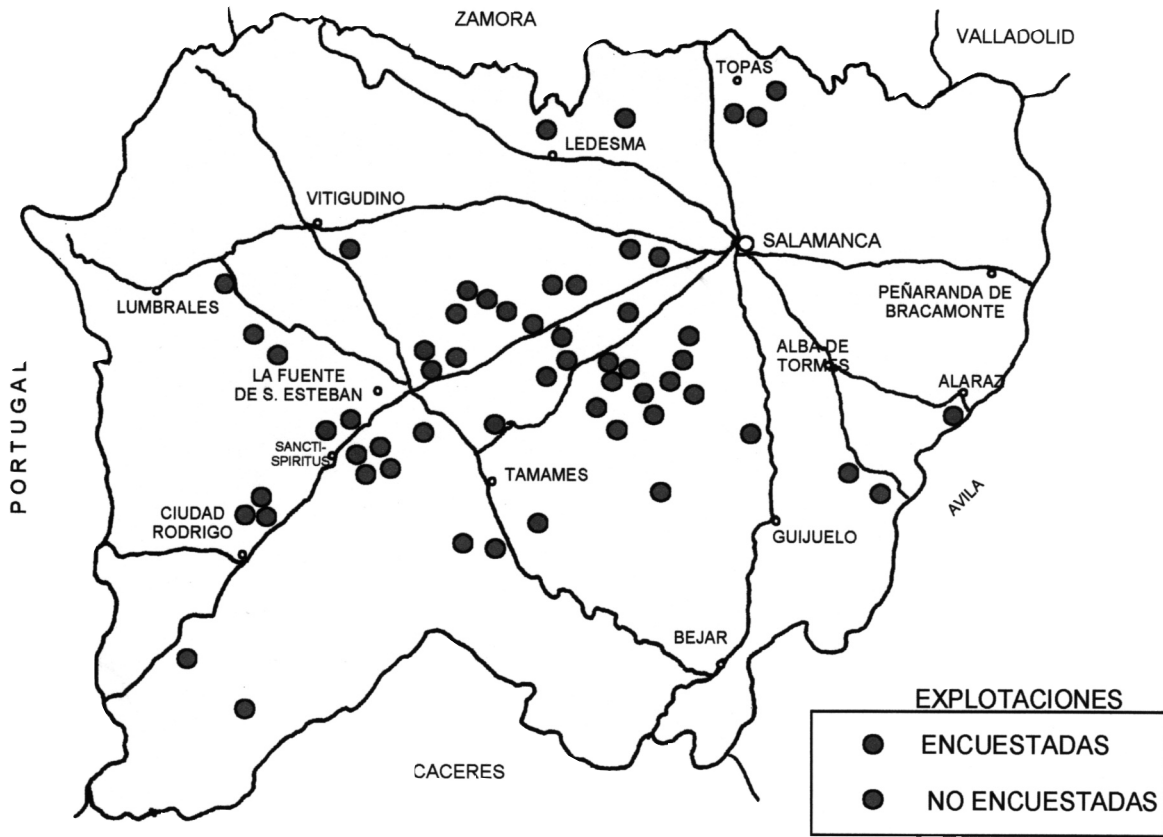 ZAMORA
VALLADOLID
TOPAS
LEDESMA
VITIGUDINO
SALAMANCA
LUMBRALES
PEÑARANDA DE
BRACAMONTE
ALBA DE
TORMES
LA FUENTE
DE S. ESTEBAN
ALARAZ
PORTUGAL
SANCTI-
SPIRITUS
TAMAMES
AVILA
CIUDAD
RODRIGO
GUIJUELO
BEJAR
CACERES
EXPLOTACIONES
ENCUESTADAS
NO ENCUESTADAS